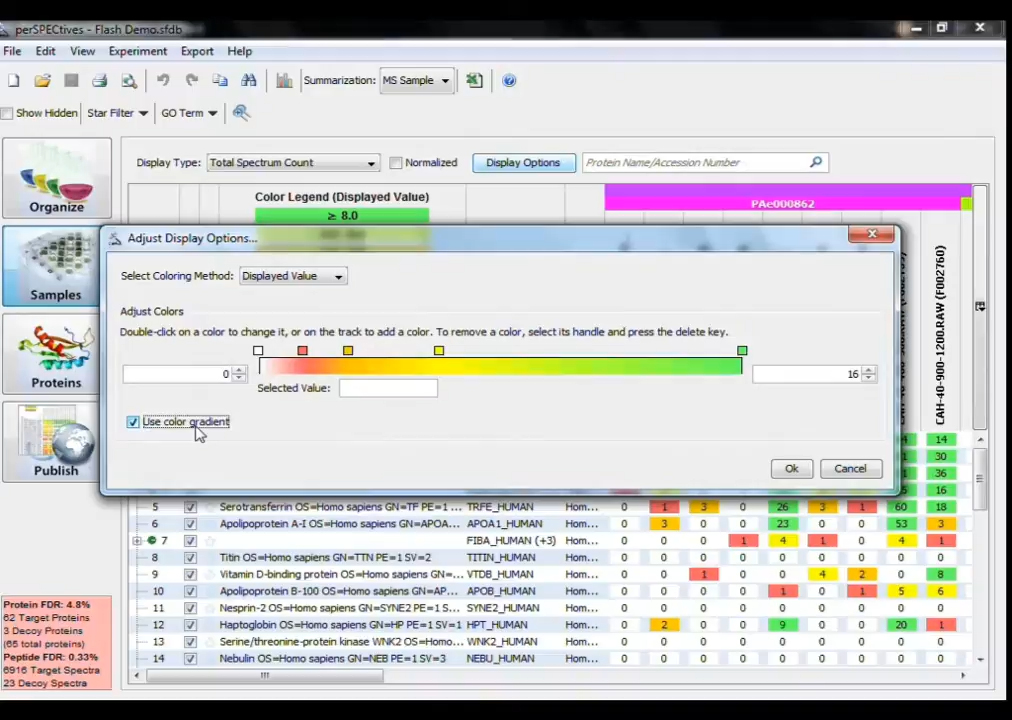 perSPECtives - Flash Demo.sfdb
File Edit View Experiment Export Help
Summarization: MS Sample
Show Hidden Star Filter GO Term
Organize
Samples
Proteins
Publish
Display Type: Total Spectrum Count Normalized Display Options Protein Name/Accession Number
Color Legend (Displayed Value)
≥ 8.0
PAc000862
CAH-40-900-1200.RAW (F002760)
Adjust Display Options...
Select Coloring Method: Displayed Value
Adjust Colors
Double-click on a color to change it, or on the track to add a color. To remove a color, select its handle and press the delete key.
0 16
Selected Value:
Use color gradient
Ok Cancel
14
30
36
16
5 Serotransferrin OS=Homo sapiens GN=TF PE=1 ... TRFE_HUMAN Hom... 0 1 3 0 26 3 1 60 18
6 Apolipoprotein A-I OS=Homo sapiens GN=APOA... APOA1_HUMAN Hom... 0 3 0 0 23 0 0 53 3
7 FIBA_HUMAN (+3) Hom... 0 0 0 1 4 1 0 4 1
8 Titin OS=Homo sapiens GN=TTN PE=1 SV=2 TITIN_HUMAN Hom... 0 0 0 0 0 0 0 0 0
9 Vitamin D-binding protein OS=Homo sapiens GN=... VTDB_HUMAN Hom... 0 0 1 0 0 4 2 0 8
10 Apolipoprotein B-100 OS=Homo sapiens GN=AP... APOB_HUMAN Hom... 0 0 0 0 1 0 1 5 6
11 Nesprin-2 OS=Homo sapiens GN=SYNE2 PE=1 S... SYNE2_HUMAN Hom... 0 0 0 0 0 0 0 0 0
12 Haptoglobin OS=Homo sapiens GN=HP PE=1 SV=1 HPT_HUMAN Hom... 0 2 0 0 9 0 0 20 1
13 Serine/threonine-protein kinase WNK2 OS=Homo... WNK2_HUMAN Hom... 0 0 0 0 0 0 0 0 0
14 Nebulin OS=Homo sapiens GN=NEB PE=1 SV=3 NEBU_HUMAN Hom... 0 0 0 0 0 0 0 0 0
Protein FDR: 4.8%
62 Target Proteins
3 Decoy Proteins
(65 total proteins)
Peptide FDR: 0.33%
6916 Target Spectra
23 Decoy Spectra